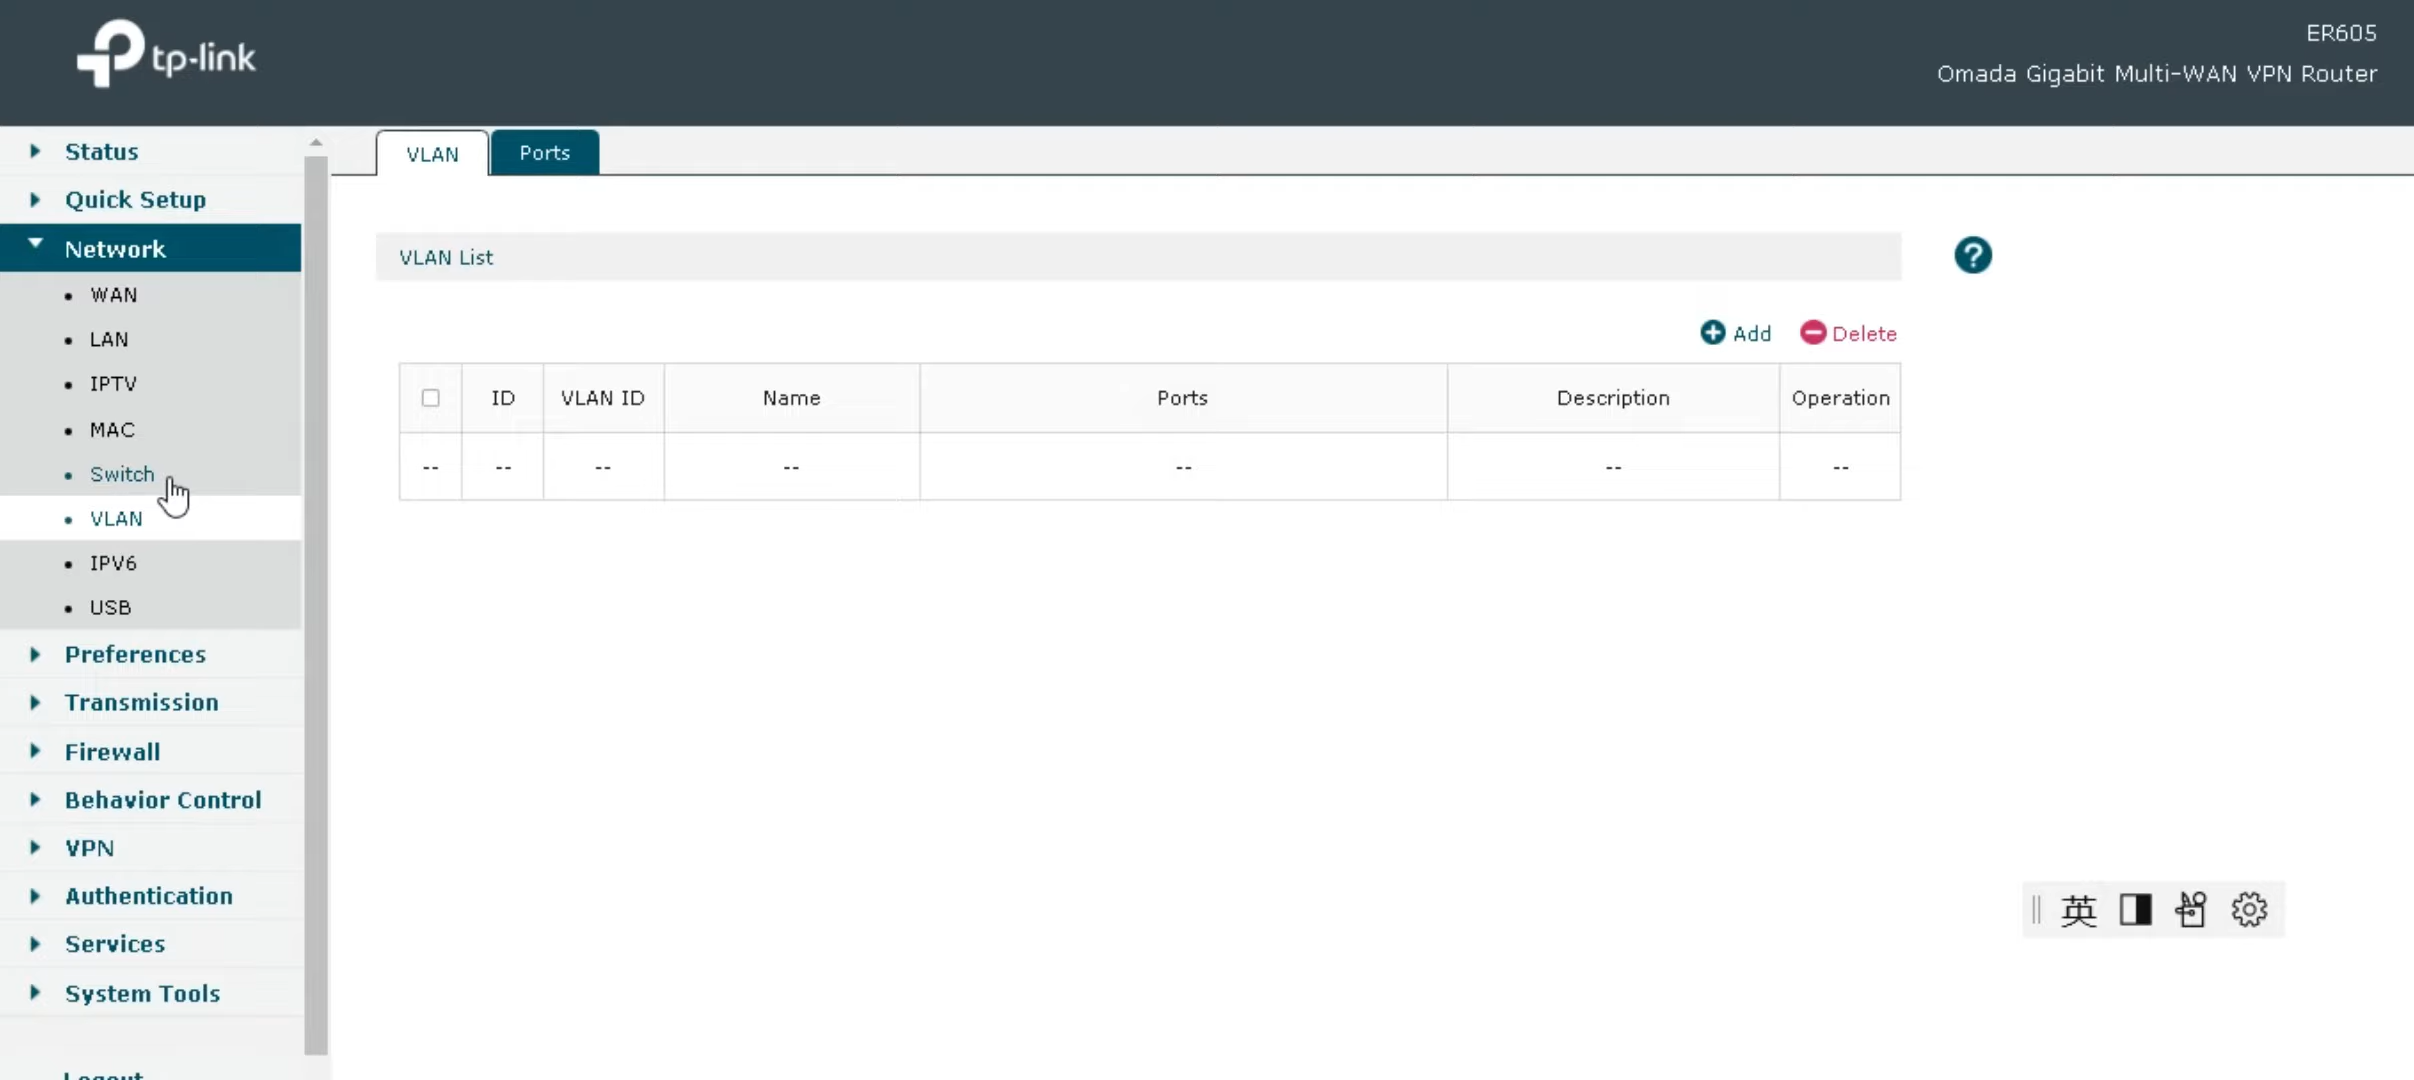 tp-link
ER605
Omada Gigabit Multi-WAN VPN Router
Status
Quick Setup
Network
WAN
LAN
IPTV
MAC
Switch
VLAN
IPV6
USB
Preferences
Transmission
Firewall
Behavior Control
VPN
Authentication
Services
System Tools
Logout
VLAN Ports
VLAN List
?
Add Delete
ID VLAN ID Name Ports Description Operation
-- -- -- -- -- -- --
英